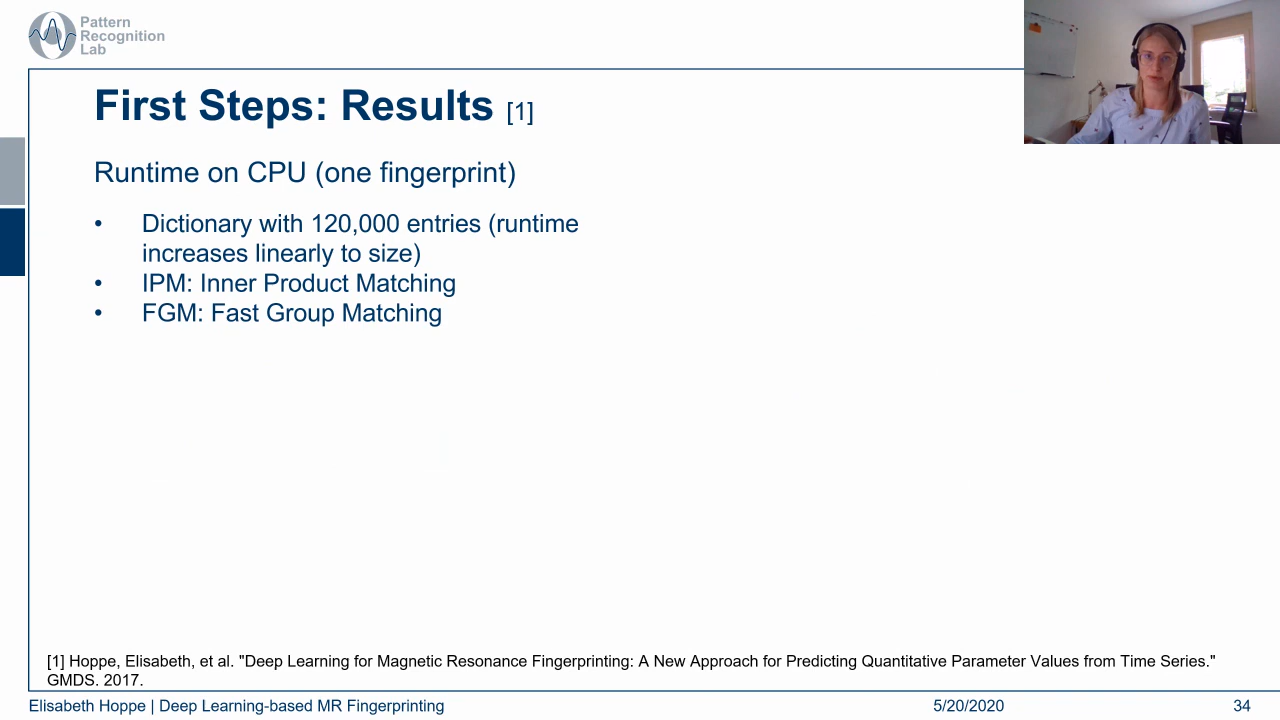 Pattern
Recognition
Lab
First Steps: Results [1]
Runtime on CPU (one fingerprint)
• Dictionary with 120,000 entries (runtime
increases linearly to size)
• IPM: Inner Product Matching
• FGM: Fast Group Matching
[1] Hoppe, Elisabeth, et al. "Deep Learning for Magnetic Resonance Fingerprinting: A New Approach for Predicting Quantitative Parameter Values from Time Series."
GMDS. 2017.
Elisabeth Hoppe | Deep Learning-based MR Fingerprinting 5/20/2020 34